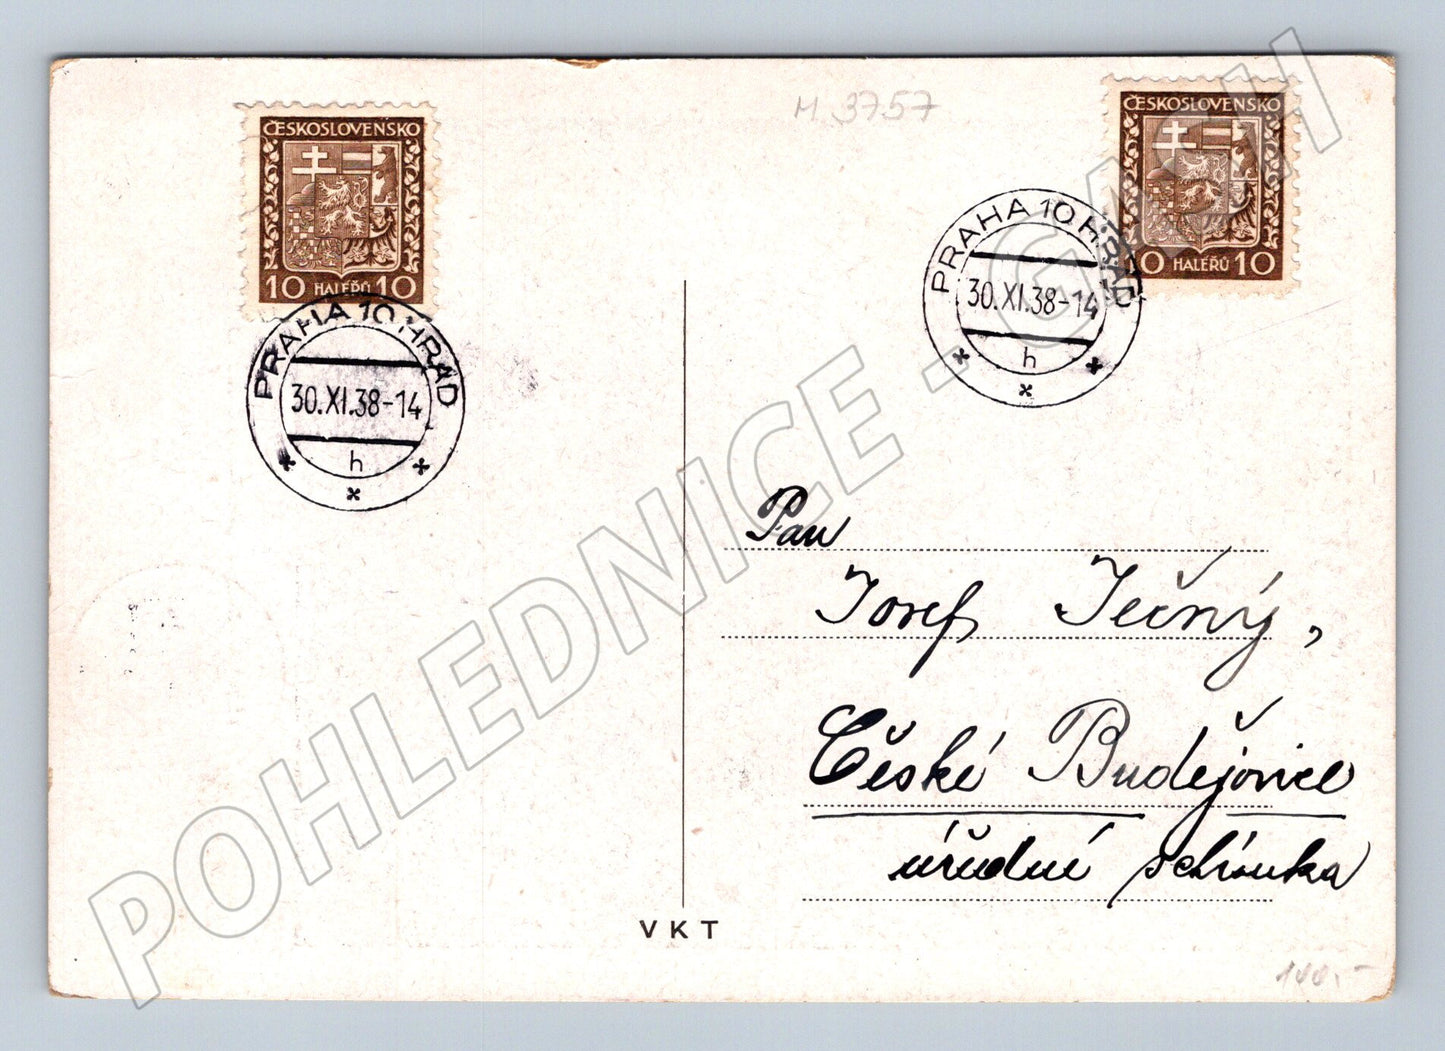 M. 3757
ČESKOSLOVENSKO
10 HALÉŘŮ 10
ČESKOSLOVENSKO
10 HALÉŘŮ 10
PRAHA 10 HRAD
30.XI.38-14
h
PRAHA 10 HRAD
30.XI.38-14
h
Pan
Josef Ječný,
České Budějovice
úřední schránka
VKT
100.-
POHLEDNICE - GASH